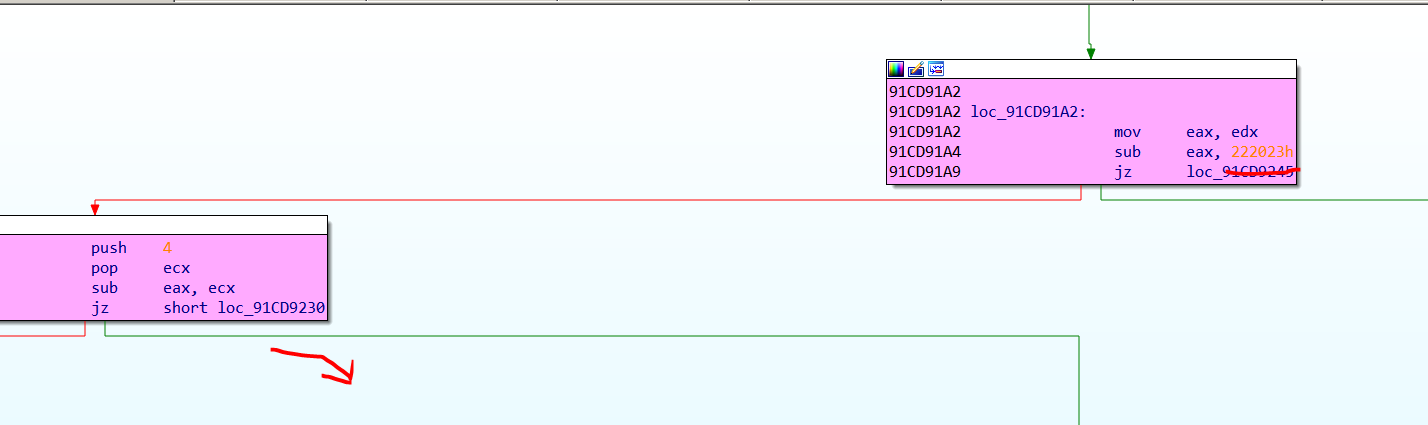 91CD91A2
91CD91A2 loc_91CD91A2:
91CD91A2 mov eax, edx
91CD91A4 sub eax, 222023h
91CD91A9 jz loc_91CD9245
push 4
pop ecx
sub eax, ecx
jz short loc_91CD9230